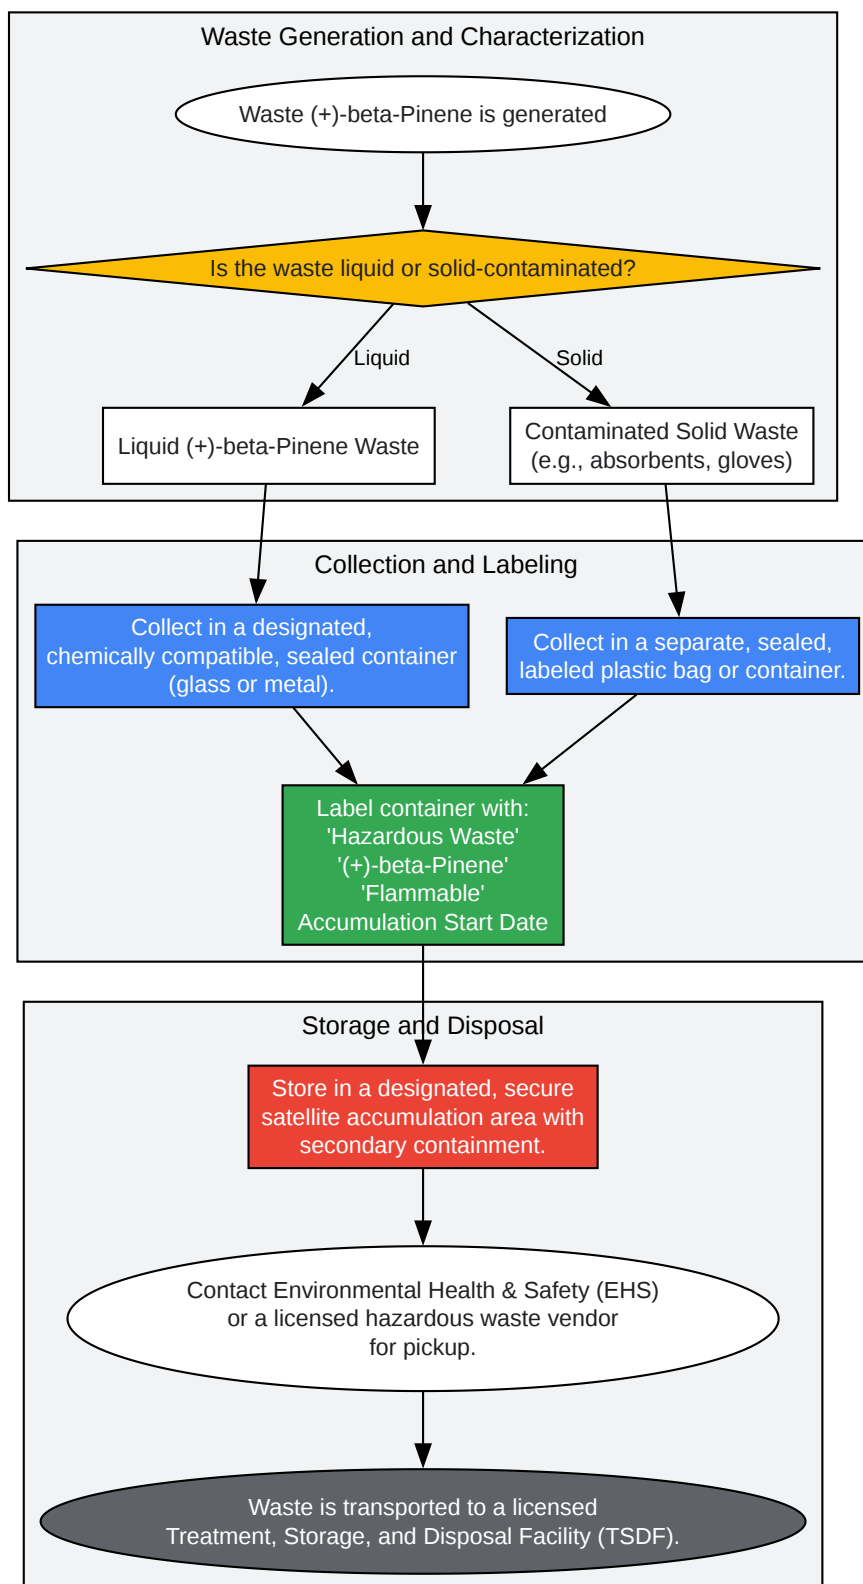 Waste Generation and Characterization
Waste (+)-beta-Pinene is generated
Is the waste liquid or solid-contaminated?
Liquid
Solid
Liquid (+)-beta-Pinene Waste
Contaminated Solid Waste
(e.g., absorbents, gloves)
Collection and Labeling
Collect in a designated,
chemically compatible, sealed container
(glass or metal).
Collect in a separate, sealed,
labeled plastic bag or container.
Label container with:
'Hazardous Waste'
'(+)-beta-Pinene'
'Flammable'
Accumulation Start Date
Storage and Disposal
Store in a designated, secure
satellite accumulation area with
secondary containment.
Contact Environmental Health & Safety (EHS)
or a licensed hazardous waste vendor
for pickup.
Waste is transported to a licensed
Treatment, Storage, and Disposal Facility (TSDF).